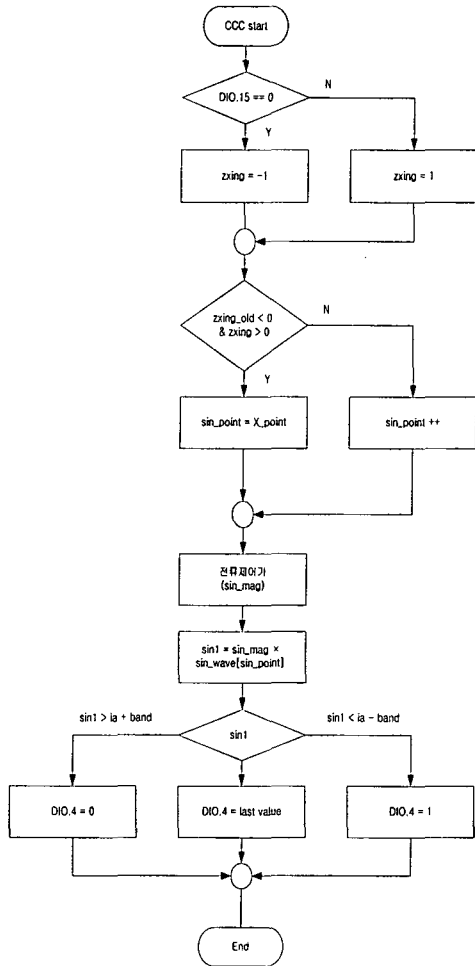 CCC start
DIO.15 == 0
N
Y
zxing = -1
zxing = 1
zxing_old < 0
& zxing > 0
N
Y
sin_point = X_point
sin_point ++
전류제어기
(sin_mag)
sin1 = sin_mag *
sin_wave[sin_point]
sin1 > ia + band
sin1
sin1 < ia - band
DIO.4 = 0
DIO.4 = last value
DIO.4 = 1
End